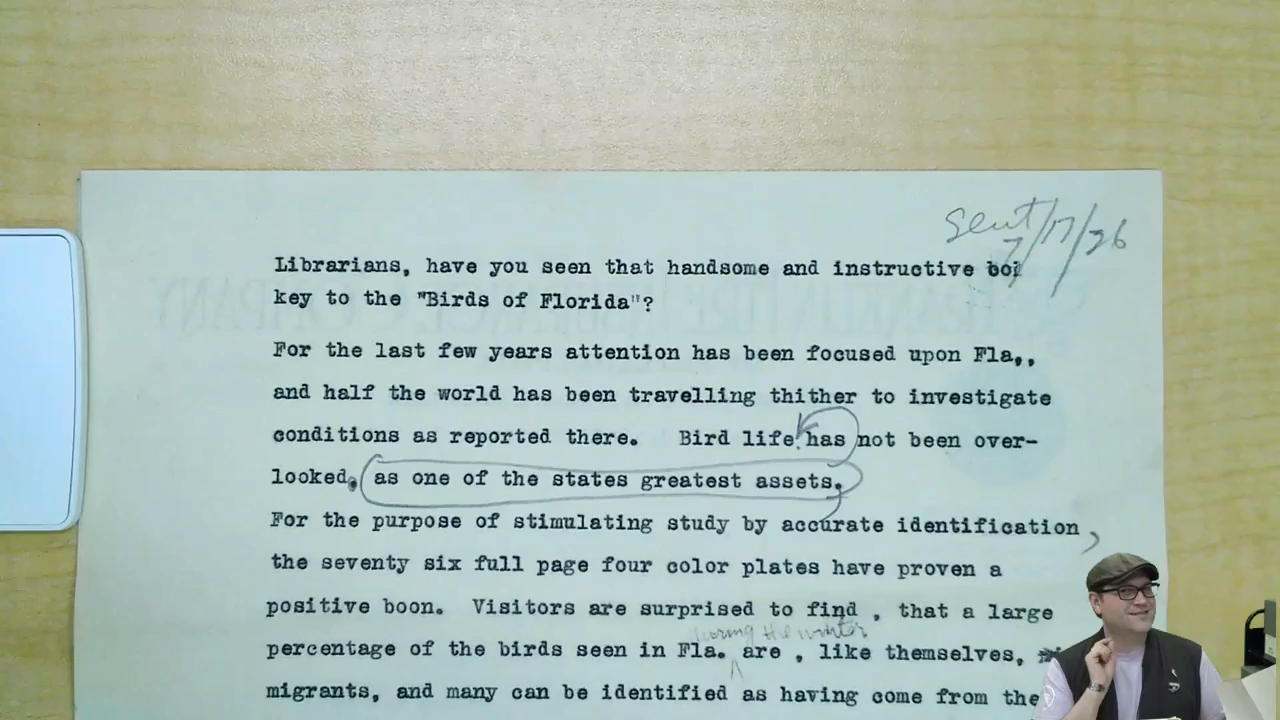 Sent 7/17/26
Librarians, have you seen that handsome and instructive
key to the "Birds of Florida"?
For the last few years attention has been focused upon Fla,,
and half the world has been travelling thither to investigate
conditions as reported there. Bird life has not been over-
looked, as one of the states greatest assets,
For the purpose of stimulating study by accurate identification,
the seventy six full page four color plates have proven a
positive boon. Visitors are surprised to find , that a large
during the winter
percentage of the birds seen in Fla. are , like themselves,
migrants, and many can be identified as having come from the